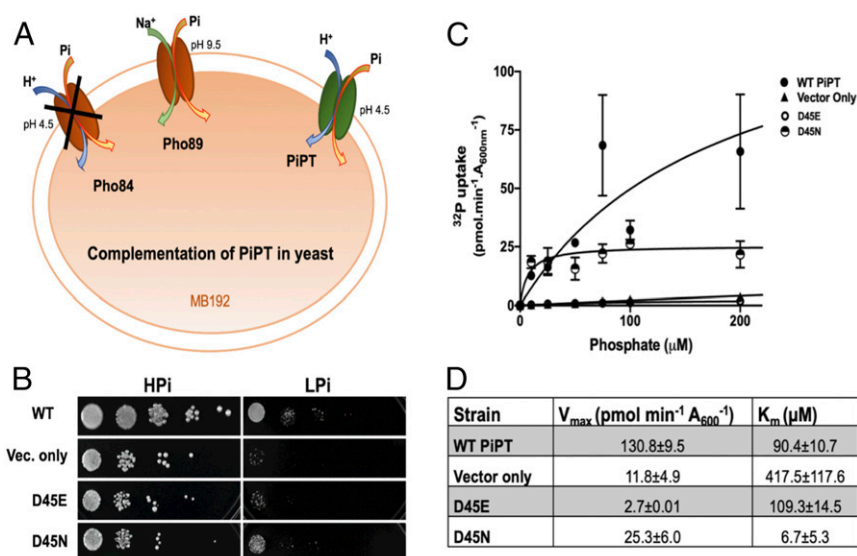 A
Na⁺
Pi
pH 9.5
Pi
H⁺
pH 4.5
Pho84
Pho89
H⁺
Pi
pH 4.5
PiPT
Complementation of PiPT in yeast
MB192
B
HPi
LPi
WT
Vec. only
D45E
D45N
C
³²P uptake
(pmol.min⁻¹.A₆₀₀ₙₘ⁻¹)
100
75
50
25
0
0
100
200
Phosphate (μM)
WT PiPT
Vector Only
D45E
D45N
D
Strain Vmax (pmol min⁻¹ A₆₀₀⁻¹) Km (μM)
WT PiPT 130.8±9.5 90.4±10.7
Vector only 11.8±4.9 417.5±117.6
D45E 2.7±0.01 109.3±14.5
D45N 25.3±6.0 6.7±5.3